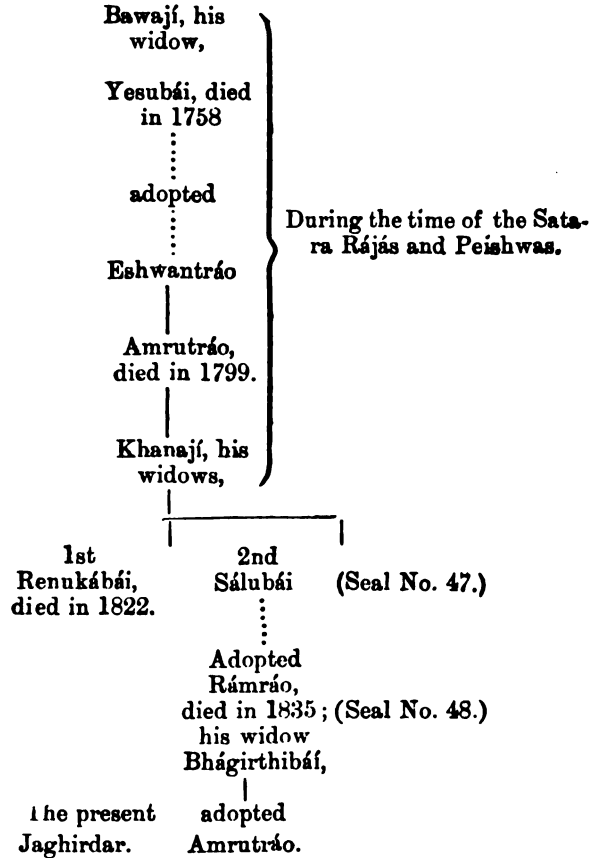 Bawají, his
widow,
Yesubái, died
in 1758
adopted
During the time of the Sata-
ra Rájás and Peishwas.
Eshwantráo
Amrutráo,
died in 1799.
Khanají, his
widows,
1st
Renukábái,
died in 1822.
2nd
Sálubái (Seal No. 47.)
Adopted
Rámráo,
died in 1835; (Seal No. 48.)
his widow
Bhágirthibáí,
The present adopted
Jaghirdar. Amrutráo.